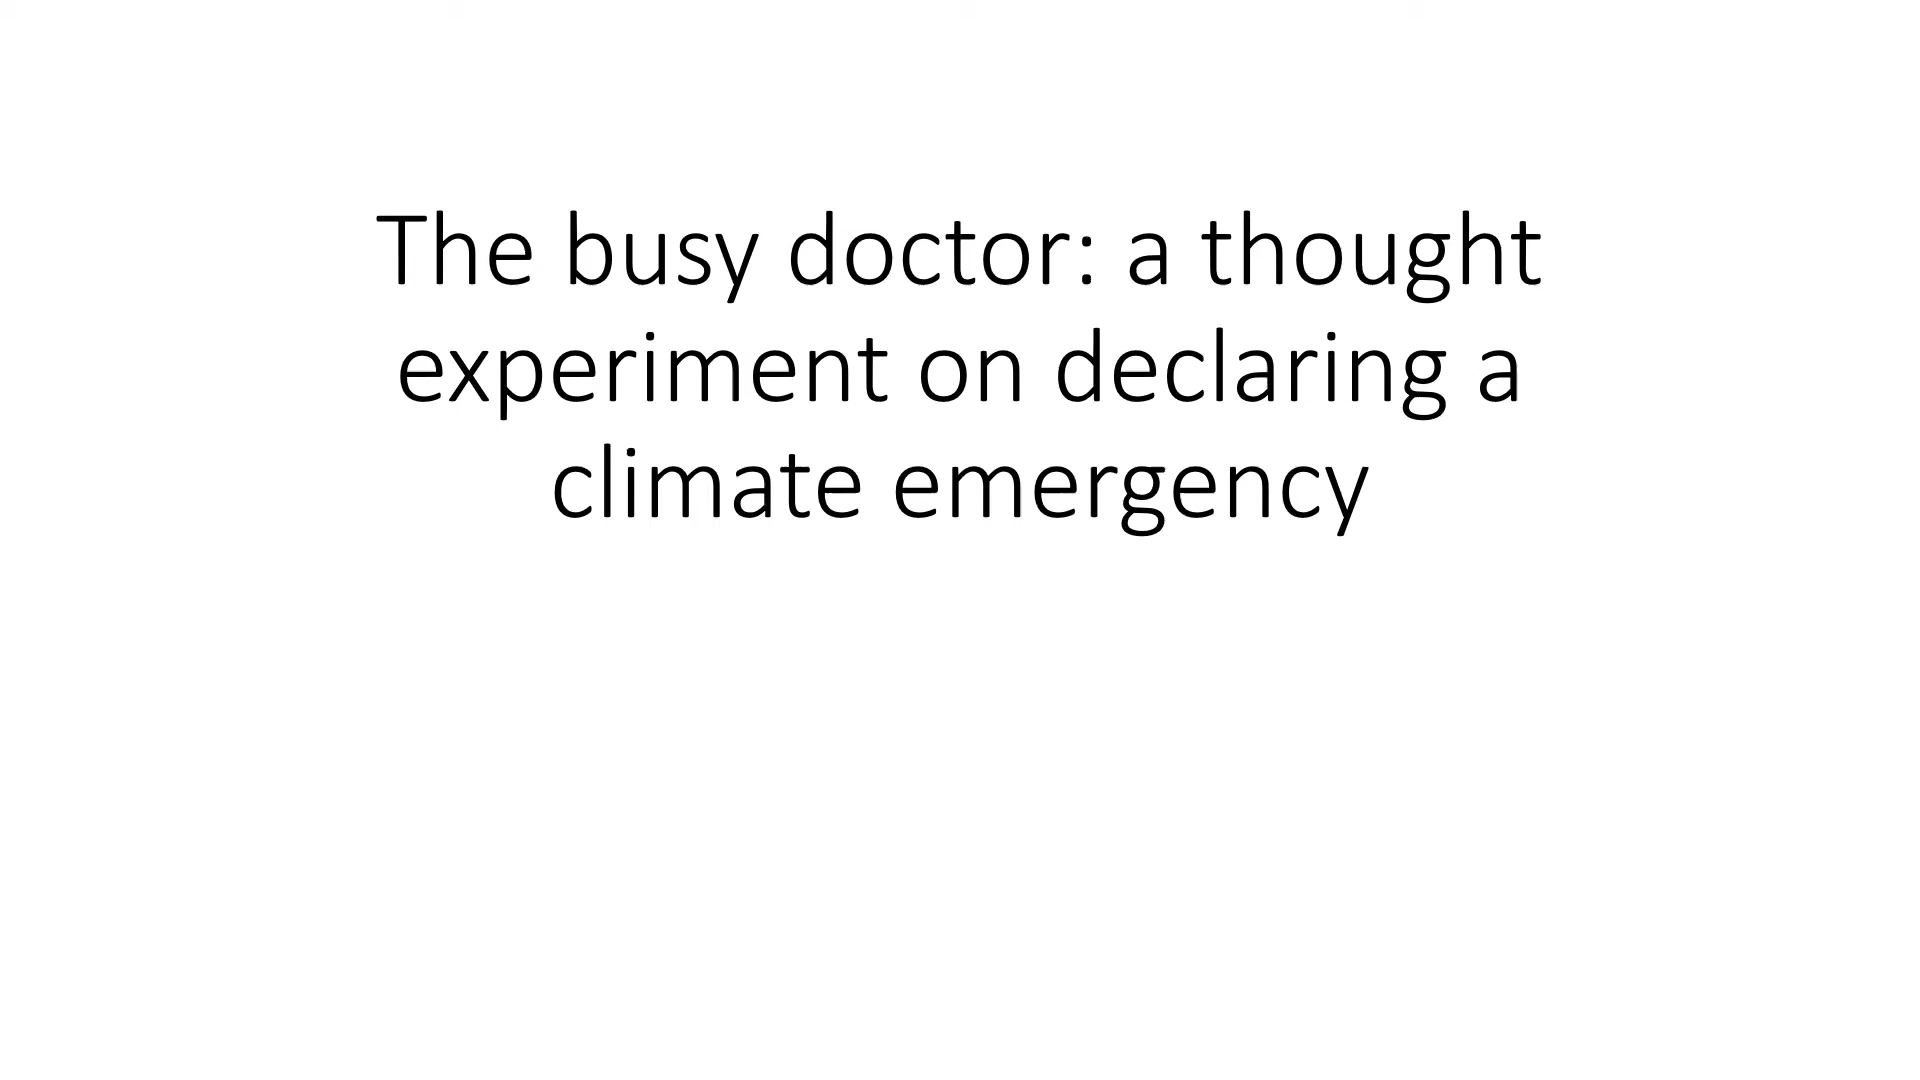 The busy doctor: a thought
experiment on declaring a
climate emergency